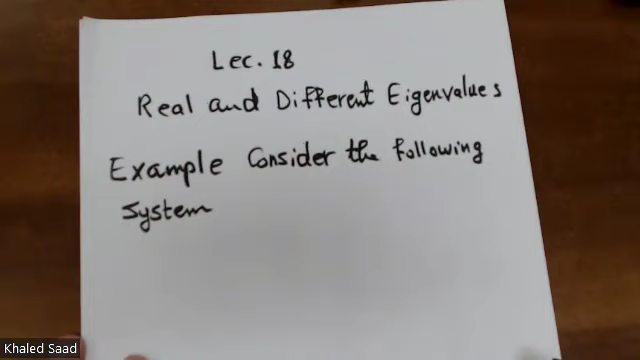 Lec. 18
Real and Different Eigenvalues
Example Consider the following
System
Khaled Saad